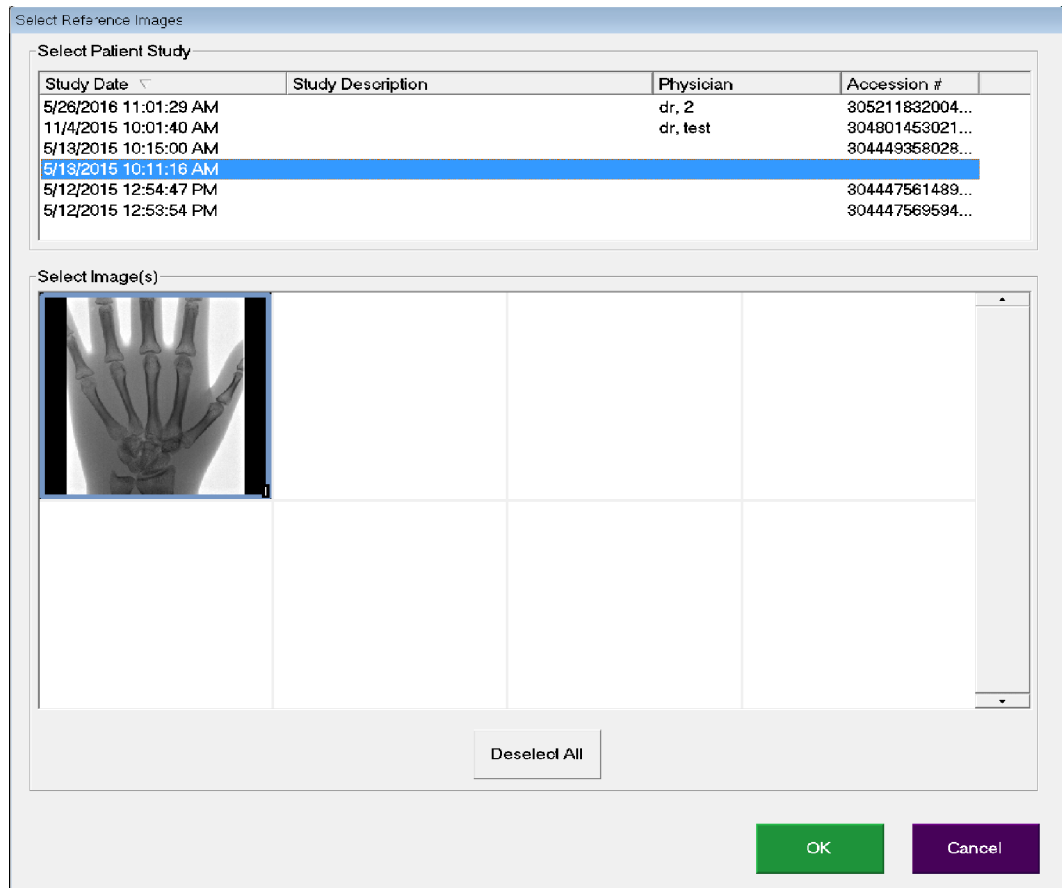 Select Reference Images
Select Patient Study
Study Date Study Description Physician Accession #
5/26/2016 11:01:29 AM dr, 2 305211832004...
11/4/2015 10:01:40 AM dr, test 304801453021...
5/13/2015 10:15:00 AM 304449358028...
5/13/2015 10:11:16 AM
5/12/2015 12:54:47 PM 304447561489...
5/12/2015 12:53:54 PM 304447569594...
Select Image(s)
Deselect All
OK Cancel